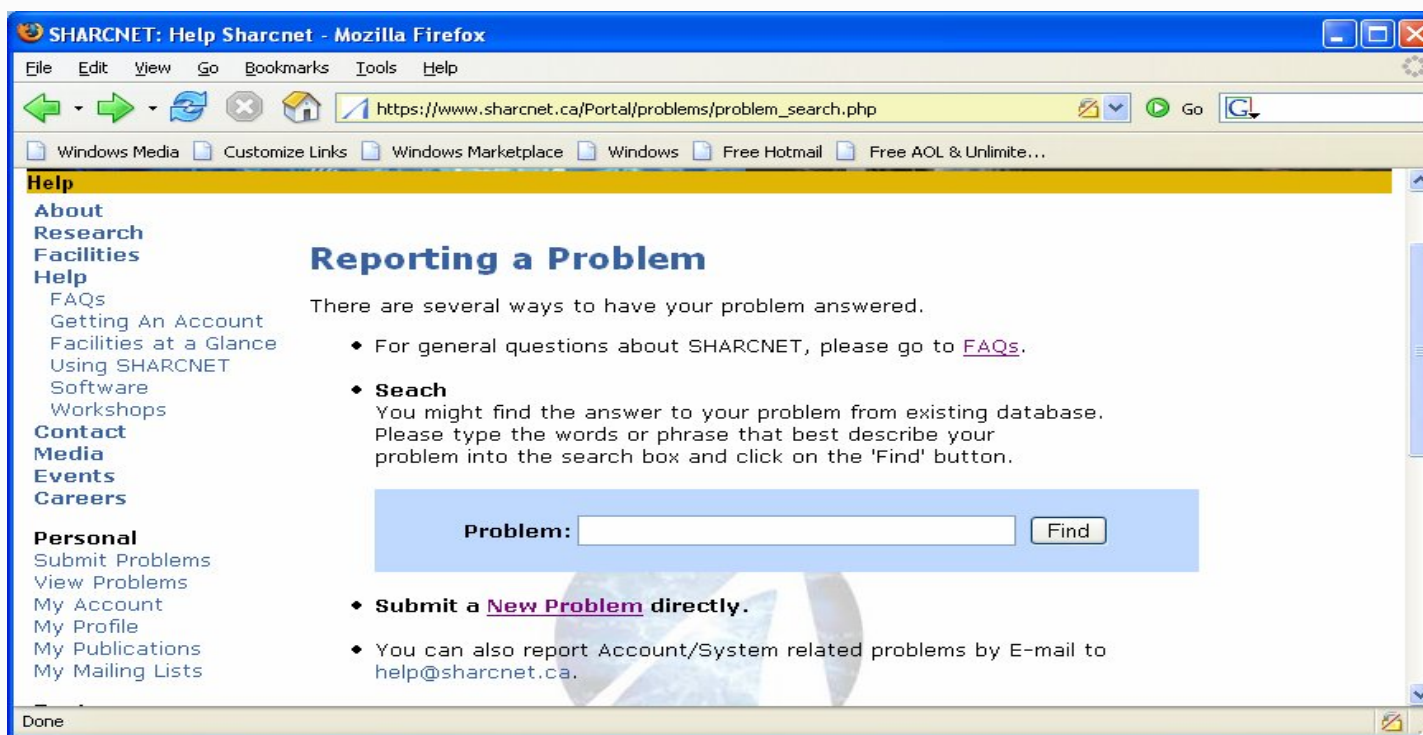 SHARCNET: Help Sharcnet - Mozilla Firefox
File Edit View Go Bookmarks Tools Help
https://www.sharcnet.ca/Portal/problems/problem_search.php Go G
Windows Media Customize Links Windows Marketplace Windows Free Hotmail Free AOL & Unlimite...
Help
About
Research
Facilities
Help
FAQs
Getting An Account
Facilities at a Glance
Using SHARCNET
Software
Workshops
Contact
Media
Events
Careers
Personal
Submit Problems
View Problems
My Account
My Profile
My Publications
My Mailing Lists
Reporting a Problem
There are several ways to have your problem answered.
• For general questions about SHARCNET, please go to FAQs.
• Seach
You might find the answer to your problem from existing database.
Please type the words or phrase that best describe your
problem into the search box and click on the 'Find' button.
Problem: Find
• Submit a New Problem directly.
• You can also report Account/System related problems by E-mail to
help@sharcnet.ca.
Done